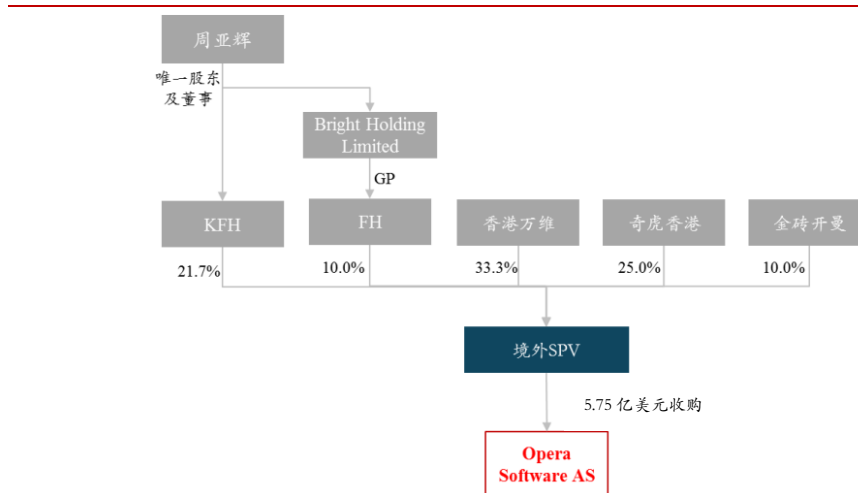 周亚辉
唯一股东
及董事
Bright Holding
Limited
GP
KFH
FH
香港万维
奇虎香港
金砖开曼
21.7%
10.0%
33.3%
25.0%
10.0%
境外SPV
5.75 亿美元收购
Opera
Software AS